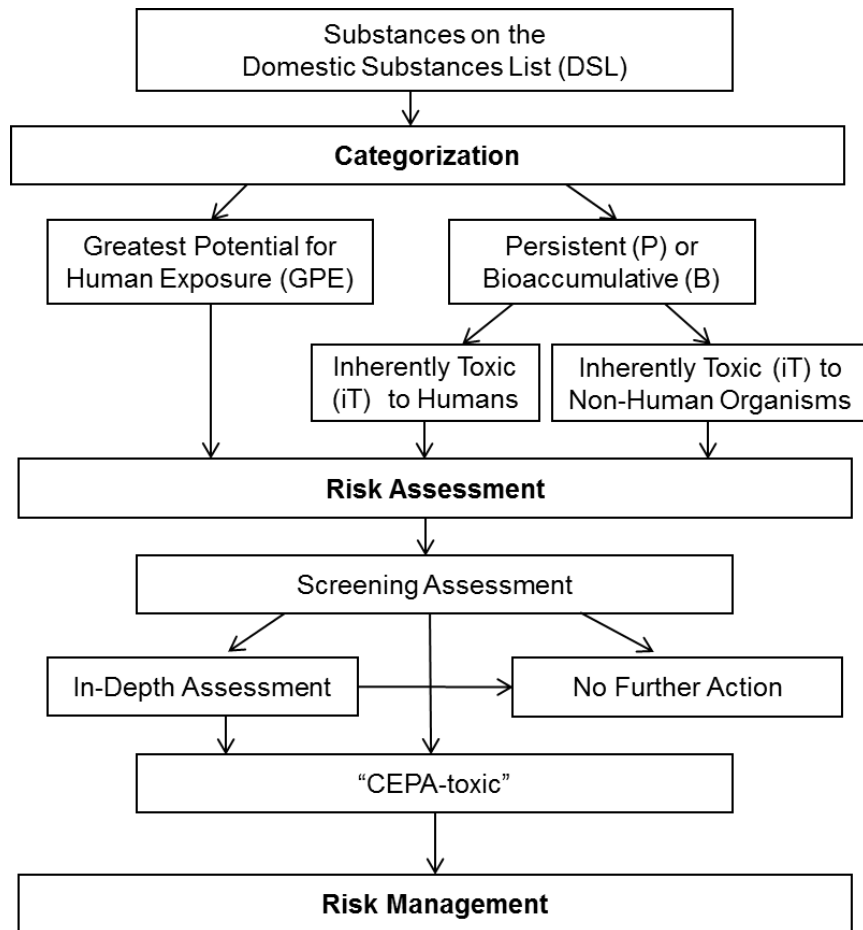 Substances on the
Domestic Substances List (DSL)
Categorization
Greatest Potential for
Human Exposure (GPE)
Persistent (P) or
Bioaccumulative (B)
Inherently Toxic
(iT) to Humans
Inherently Toxic (iT) to
Non-Human Organisms
Risk Assessment
Screening Assessment
In-Depth Assessment
No Further Action
“CEPA-toxic”
Risk Management